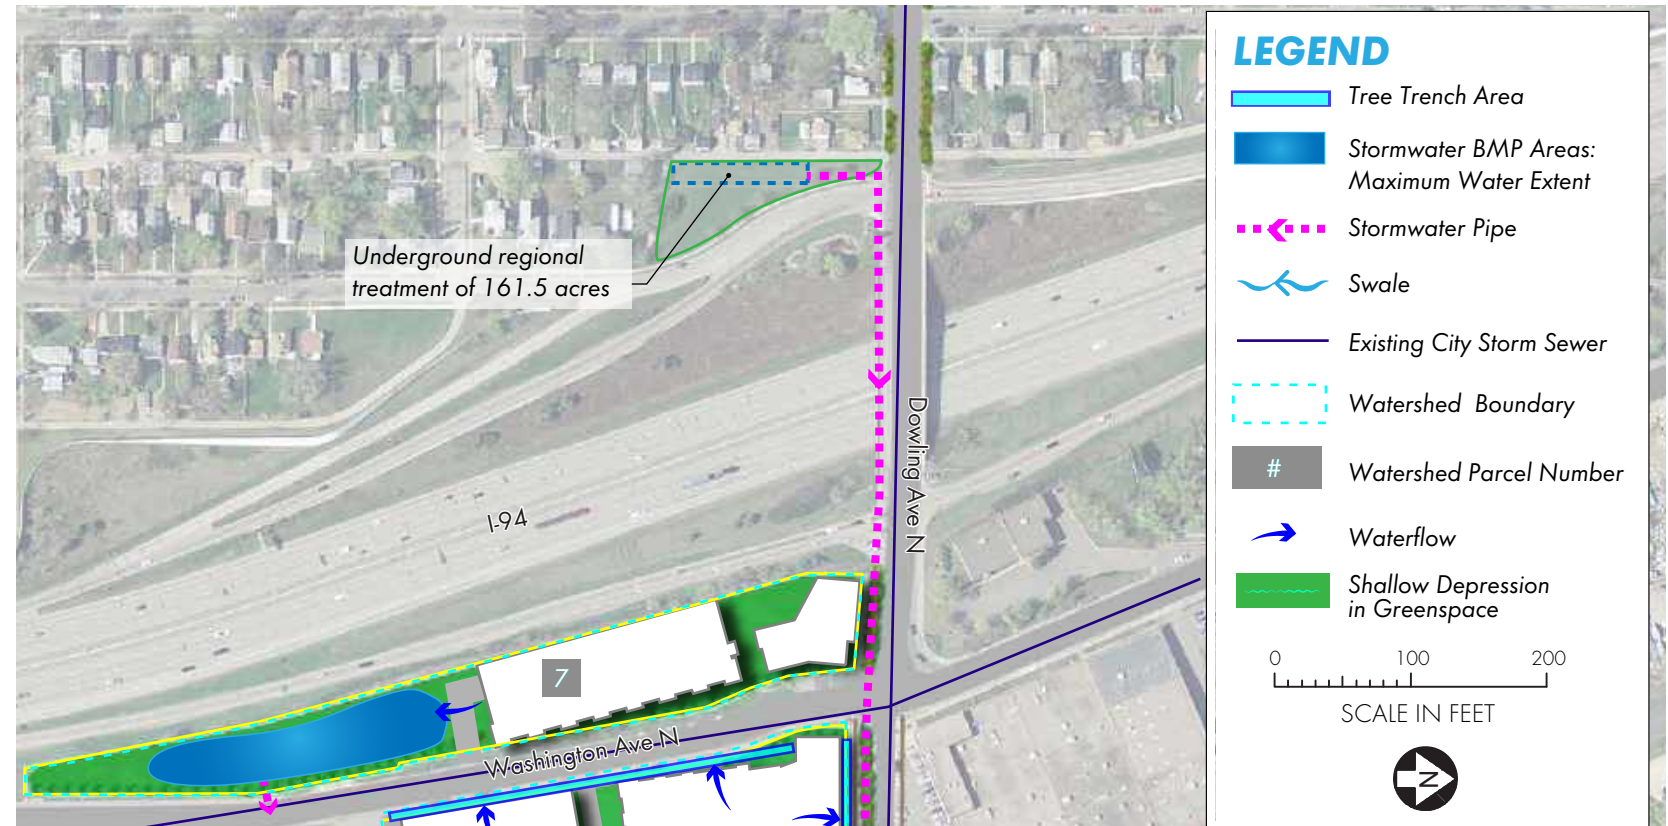 LEGEND
Tree Trench Area
Stormwater BMP Areas:
Maximum Water Extent
Stormwater Pipe
Swale
Existing City Storm Sewer
Watershed Boundary
#
Watershed Parcel Number
Waterflow
Shallow Depression
in Greenspace
0 100 200
SCALE IN FEET
N
Underground regional
treatment of 161.5 acres
Dowling Ave N
I-94
7
Washington Ave N